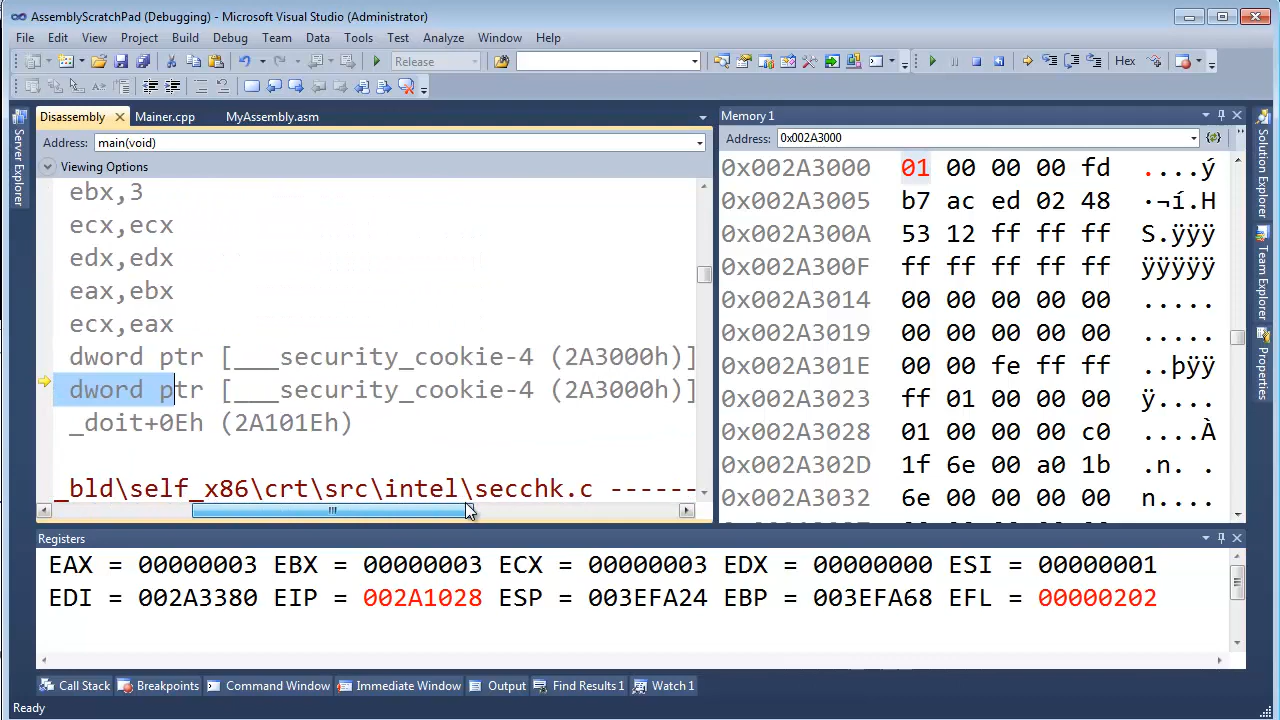 AssemblyScratchPad (Debugging) - Microsoft Visual Studio (Administrator)
File Edit View Project Build Debug Team Data Tools Test Analyze Window Help
Release
Hex
Disassembly Mainer.cpp MyAssembly.asm
Address: main(void)
Viewing Options
ebx,3
ecx,ecx
edx,edx
eax,ebx
ecx,eax
dword ptr [___security_cookie-4 (2A3000h)]
dword ptr [___security_cookie-4 (2A3000h)]
_doit+0Eh (2A101Eh)
_bld\self_x86\crt\src\intel\secchk.c ------
Memory 1
Address: 0x002A3000
0x002A3000 01 00 00 00 fd ....ý
0x002A3005 b7 ac ed 02 48 ·¬í.H
0x002A300A 53 12 ff ff ff S.ÿÿÿ
0x002A300F ff ff ff ff ff ÿÿÿÿÿ
0x002A3014 00 00 00 00 00 .....
0x002A3019 00 00 00 00 00 .....
0x002A301E 00 00 fe ff ff ..þÿÿ
0x002A3023 ff 01 00 00 00 ÿ....
0x002A3028 01 00 00 00 c0 ....À
0x002A302D 1f 6e 00 a0 1b .n. .
0x002A3032 6e 00 00 00 00 n....
Registers
EAX = 00000003 EBX = 00000003 ECX = 00000003 EDX = 00000000 ESI = 00000001
EDI = 002A3380 EIP = 002A1028 ESP = 003EFA24 EBP = 003EFA68 EFL = 00000202
Call Stack Breakpoints Command Window Immediate Window Output Find Results 1 Watch 1
Ready
Server Explorer
Solution Explorer
Team Explorer
Properties